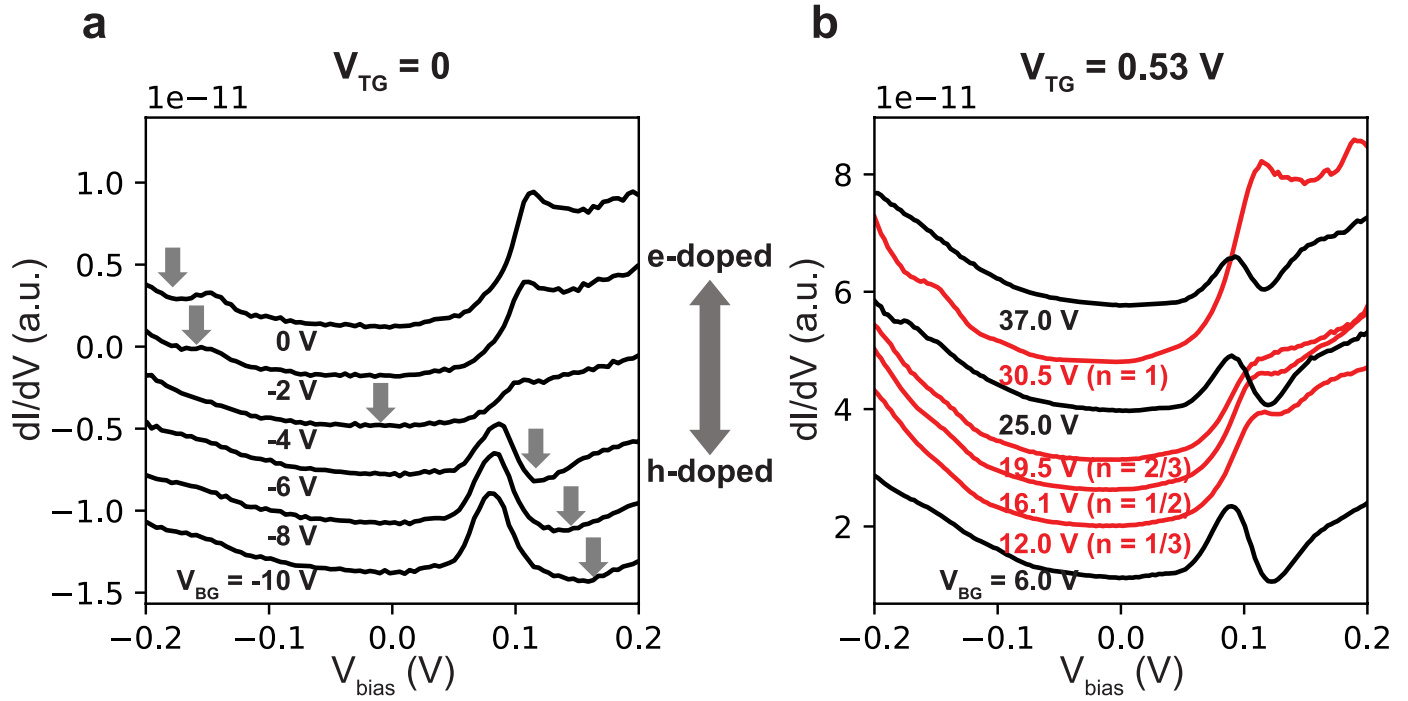 a
V_TG = 0
1e−11
dI/dV (a.u.)
1.0
0.5
0.0
−0.5
−1.0
−1.5
0 V
-2 V
-4 V
-6 V
-8 V
V_BG = -10 V
−0.2
−0.1
0.0
0.1
0.2
V_bias (V)
e-doped
h-doped
b
V_TG = 0.53 V
1e−11
dI/dV (a.u.)
8
6
4
2
37.0 V
30.5 V (n = 1)
25.0 V
19.5 V (n = 2/3)
16.1 V (n = 1/2)
12.0 V (n = 1/3)
V_BG = 6.0 V
−0.2
−0.1
0.0
0.1
0.2
V_bias (V)